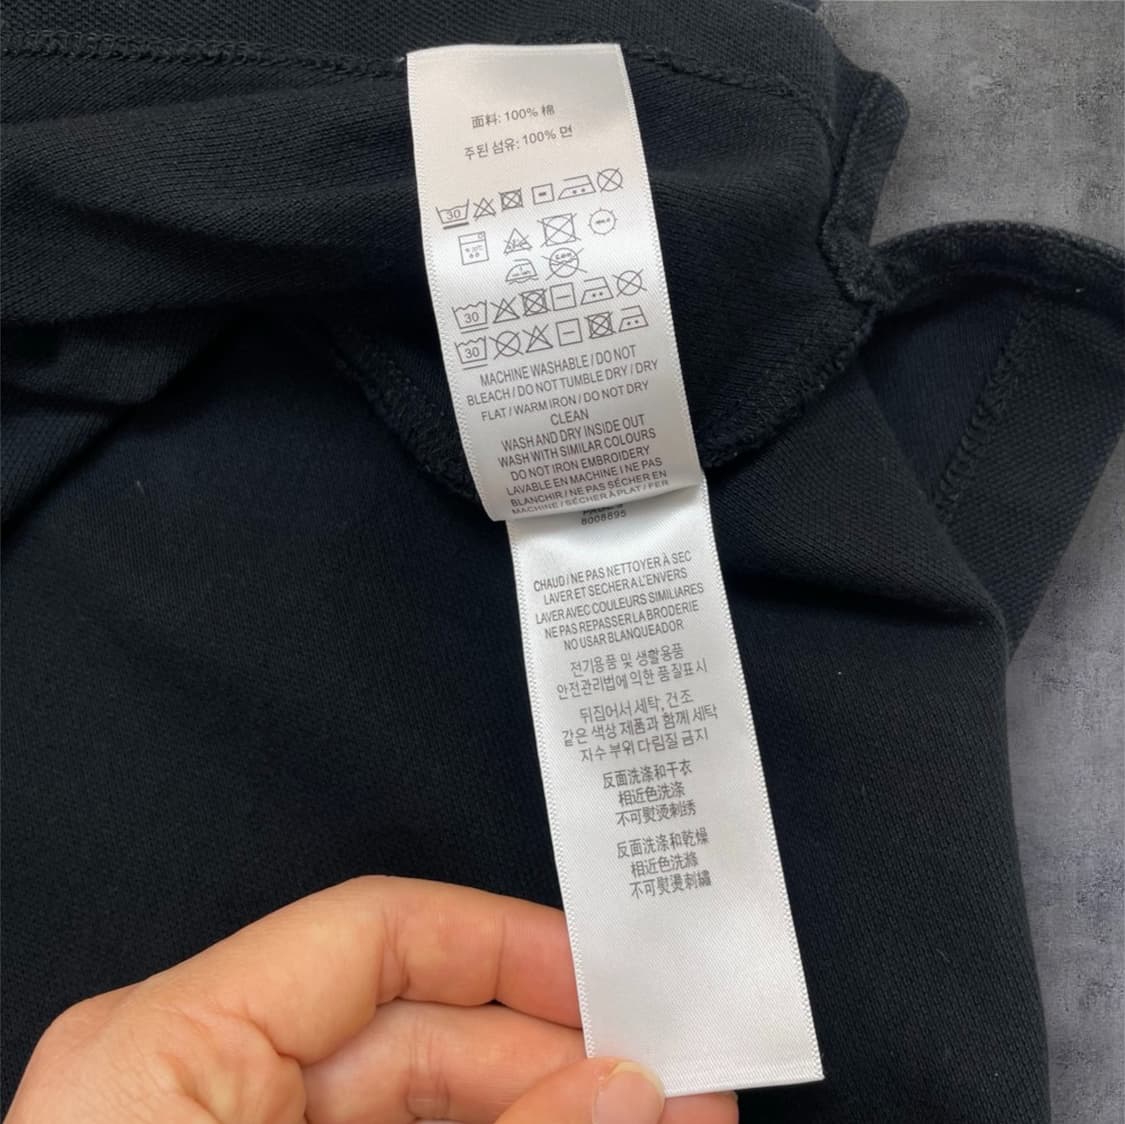 面料: 100% 棉
주된 섬유: 100% 면
30
30
30
MACHINE WASHABLE / DO NOT
BLEACH / DO NOT TUMBLE DRY / DRY
FLAT / WARM IRON / DO NOT DRY
CLEAN
WASH AND DRY INSIDE OUT
WASH WITH SIMILAR COLOURS
DO NOT IRON EMBROIDERY
LAVABLE EN MACHINE / NE PAS
BLANCHIR / NE PAS SÉCHER EN
MACHINE / SÉCHER À PLAT / FER
8008895
CHAUD / NE PAS NETTOYER À SEC
LAVER ET SECHER A L'ENVERS
LAVER AVEC COULEURS SIMILIARES
NE PAS REPASSER LA BRODERIE
NO USAR BLANQUEADOR
전기용품 및 생활용품
안전관리법에 의한 품질표시
뒤집어서 세탁, 건조
같은 색상 제품과 함께 세탁
자수 부위 다림질 금지
反面洗涤和干衣
相近色洗涤
不可熨烫刺绣
反面洗涤和乾燥
相近色洗滌
不可熨燙刺繡